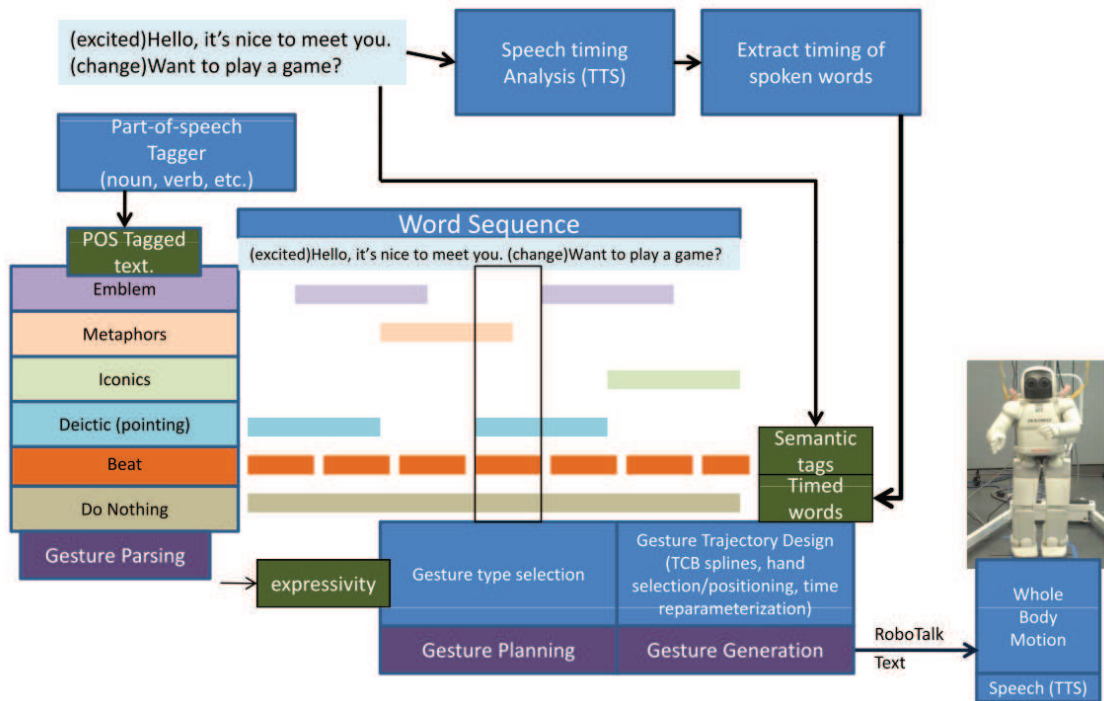 (excited)Hello, it's nice to meet you.
(change)Want to play a game?
Speech timing
Analysis (TTS)
Extract timing of
spoken words
Part-of-speech
Tagger
(noun, verb, etc.)
POS Tagged
text.
Word Sequence
(excited)Hello, it's nice to meet you. (change)Want to play a game?
Emblem
Metaphors
Iconics
Deictic (pointing)
Beat
Do Nothing
Gesture Parsing
Semantic
tags
Timed
words
expressivity
Gesture type selection
Gesture Trajectory Design
(TCB splines, hand
selection/positioning, time
reparameterization)
Gesture Planning
Gesture Generation
RoboTalk
Text
Whole
Body
Motion
Speech (TTS)